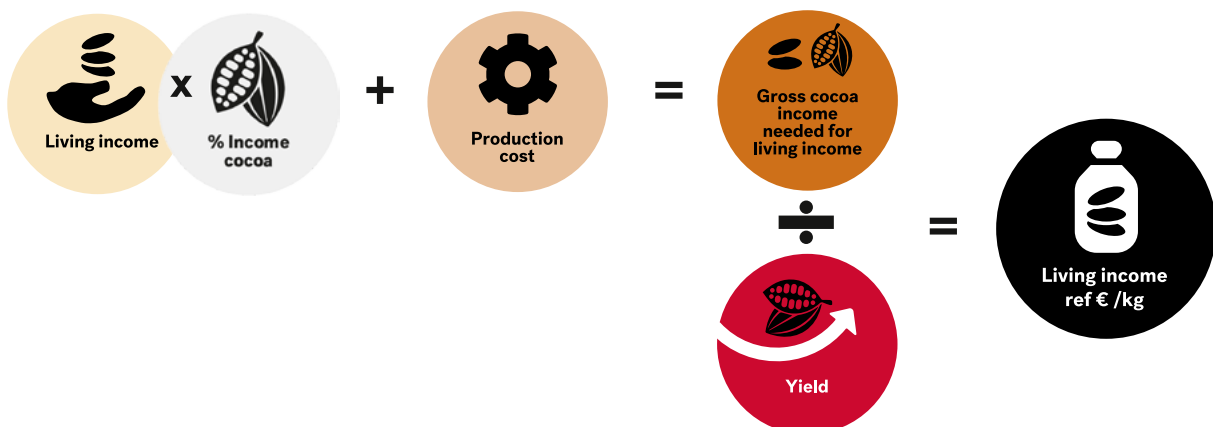 Living income
x
% Income
cocoa
+
Production
cost
=
Gross cocoa
income
needed for
living income
÷
Yield
=
Living income
ref € /kg